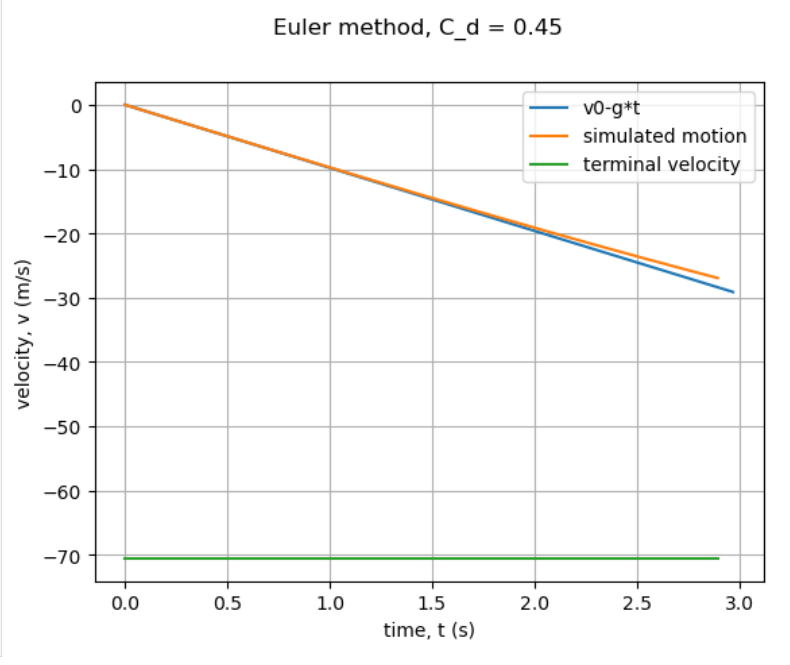 Euler method, C_d = 0.45
v0-g*t
simulated motion
terminal velocity
velocity, v (m/s)
0
−10
−20
−30
−40
−50
−60
−70
0.0
0.5
1.0
1.5
2.0
2.5
3.0
time, t (s)